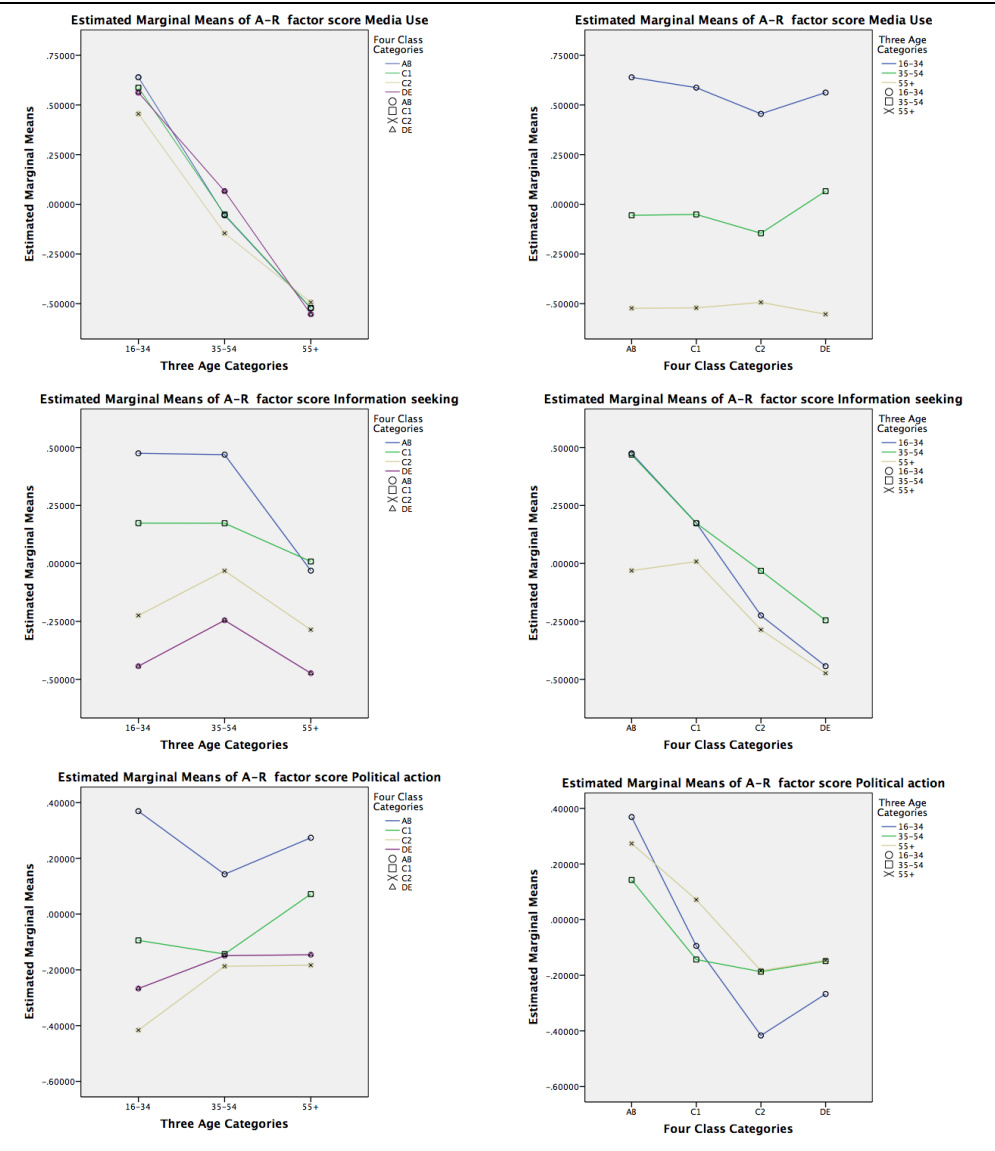 Estimated Marginal Means of A-R factor score Media Use
Estimated Marginal Means
.75000
.50000
.25000
.00000
-.25000
-.50000
16-34
35-54
55+
Three Age Categories
Four Class
Categories
AB
C1
C2
DE
AB
C1
C2
DE
Estimated Marginal Means of A-R factor score Media Use
Estimated Marginal Means
.75000
.50000
.25000
.00000
-.25000
-.50000
AB
C1
C2
DE
Four Class Categories
Three Age
Categories
16-34
35-54
55+
16-34
35-54
55+
Estimated Marginal Means of A-R factor score Information seeking
Estimated Marginal Means
.50000
.25000
.00000
-.25000
-.50000
16-34
35-54
55+
Three Age Categories
Four Class
Categories
AB
C1
C2
DE
AB
C1
C2
DE
Estimated Marginal Means of A-R factor score Information seeking
Estimated Marginal Means
.50000
.25000
.00000
-.25000
-.50000
AB
C1
C2
DE
Four Class Categories
Three Age
Categories
16-34
35-54
55+
16-34
35-54
55+
Estimated Marginal Means of A-R factor score Political action
Estimated Marginal Means
.40000
.20000
.00000
-.20000
-.40000
-.60000
16-34
35-54
55+
Three Age Categories
Four Class
Categories
AB
C1
C2
DE
AB
C1
C2
DE
Estimated Marginal Means of A-R factor score Political action
Estimated Marginal Means
.40000
.20000
.00000
-.20000
-.40000
-.60000
AB
C1
C2
DE
Four Class Categories
Three Age
Categories
16-34
35-54
55+
16-34
35-54
55+